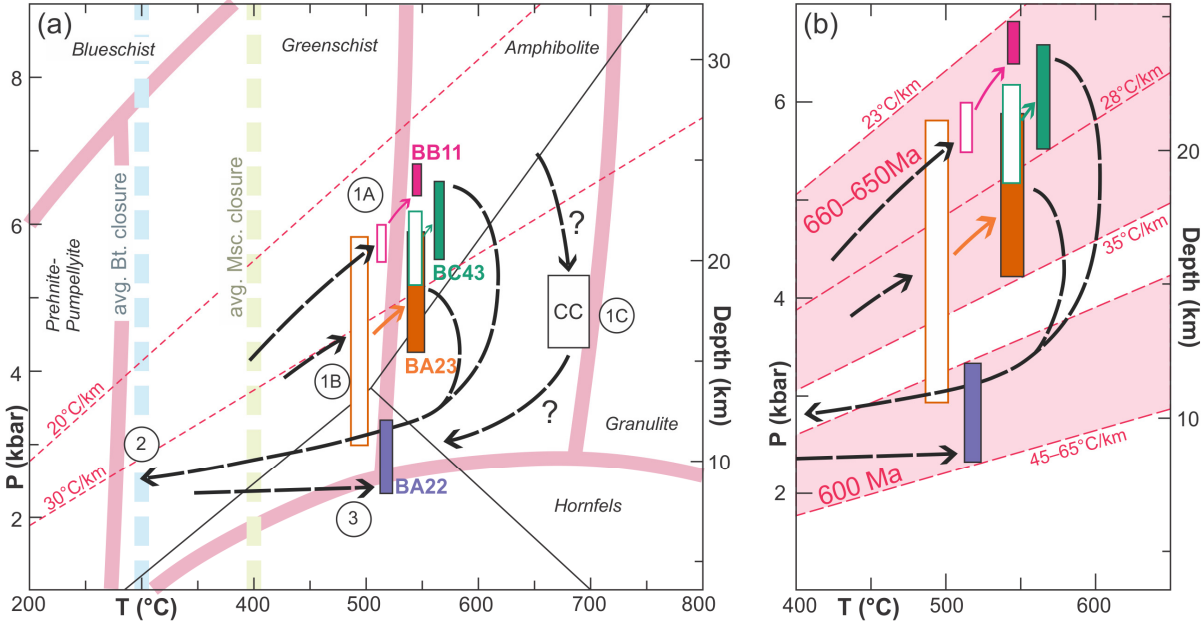 (a)
Blueschist
Greenschist
Amphibolite
8
6
4
2
P (kbar)
Prehnite-
Pumpellyite
avg. Bt. closure
avg. Msc. closure
20°C/km
30°C/km
1A
1B
1C
2
3
BB11
BC43
BA23
BA22
CC
?
?
Granulite
Hornfels
30
20
10
Depth (km)
200
T (°C)
400
500
600
700
800
(b)
23°C/km
28°C/km
35°C/km
45–65°C/km
660–650Ma
600 Ma
6
4
2
P (kbar)
20
10
Depth (km)
400
T (°C)
500
600